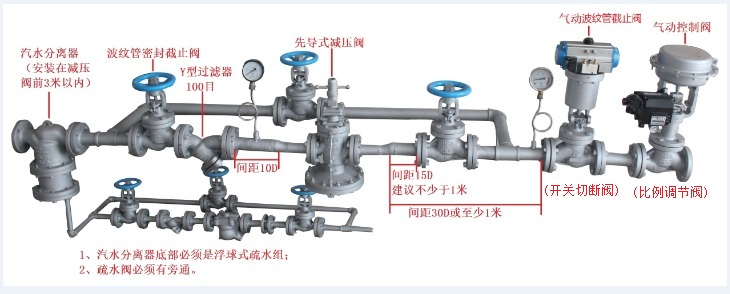 气动波纹管截止阀
气动控制阀
汽水分离器
（安装在减压
阀前3米以内）
波纹管密封截止阀
Y型过滤器
100目
先导式减压阀
间距10D
间距15D
建议不少于1米
间距30D或至少1米
(开关切断阀)
(比例调节阀)
1、汽水分离器底部必须是浮球式疏水组；
2、疏水阀必须有旁通。